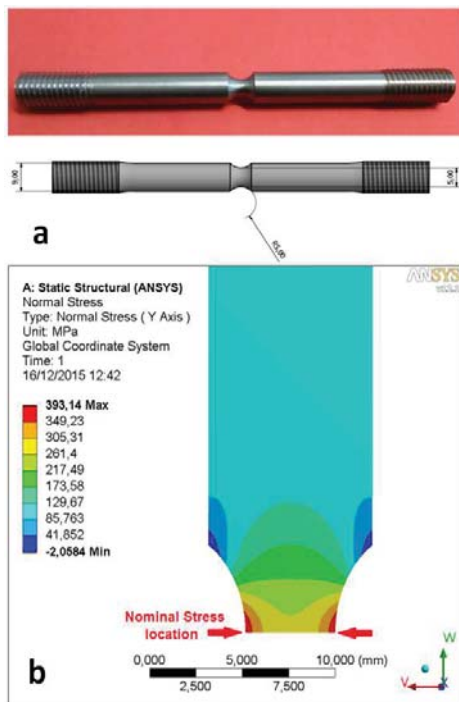 9,00
5,00
R5,00
a
ANSYS
A: Static Structural (ANSYS)
Normal Stress
Type: Normal Stress ( Y Axis )
Unit: MPa
Global Coordinate System
Time: 1
16/12/2015 12:42
393,14 Max
349,23
305,31
261,4
217,49
173,58
129,67
85,763
41,852
-2,0584 Min
Nominal Stress
location
W
V
X
0,000 5,000 10,000 (mm)
2,500 7,500
b